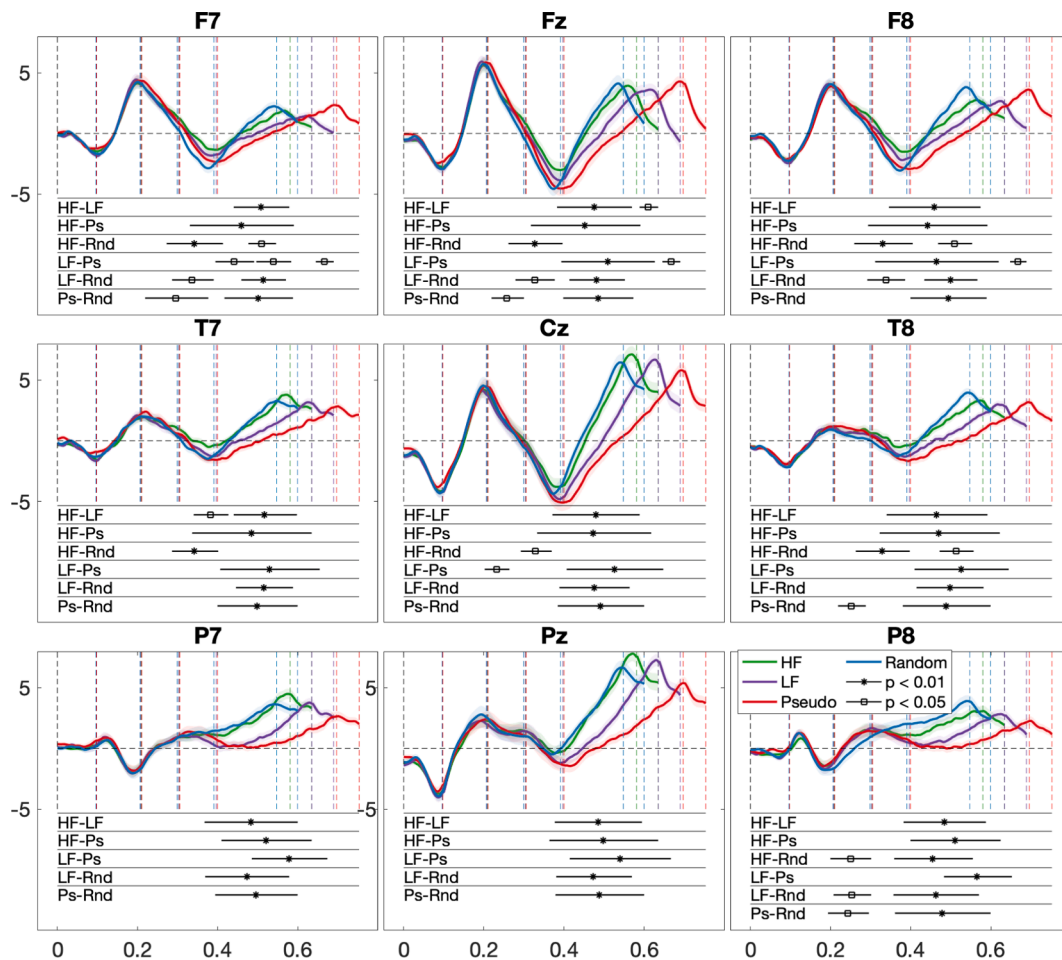 F7 Fz F8
5
-5
HF-LF HF-LF HF-LF
HF-Ps HF-Ps HF-Ps
HF-Rnd HF-Rnd HF-Rnd
LF-Ps LF-Ps LF-Ps
LF-Rnd LF-Rnd LF-Rnd
Ps-Rnd Ps-Rnd Ps-Rnd
T7 Cz T8
5
-5
HF-LF HF-LF HF-LF
HF-Ps HF-Ps HF-Ps
HF-Rnd HF-Rnd HF-Rnd
LF-Ps LF-Ps LF-Ps
LF-Rnd LF-Rnd LF-Rnd
Ps-Rnd Ps-Rnd Ps-Rnd
P7 Pz P8
HF Random
LF p < 0.01
Pseudo p < 0.05
5
-5 -5
HF-LF HF-LF HF-LF
HF-Ps HF-Ps HF-Ps
LF-Ps LF-Ps HF-Rnd
LF-Rnd LF-Rnd LF-Ps
Ps-Rnd Ps-Rnd LF-Rnd
Ps-Rnd
0 0.2 0.4 0.6 0 0.2 0.4 0.6 0 0.2 0.4 0.6